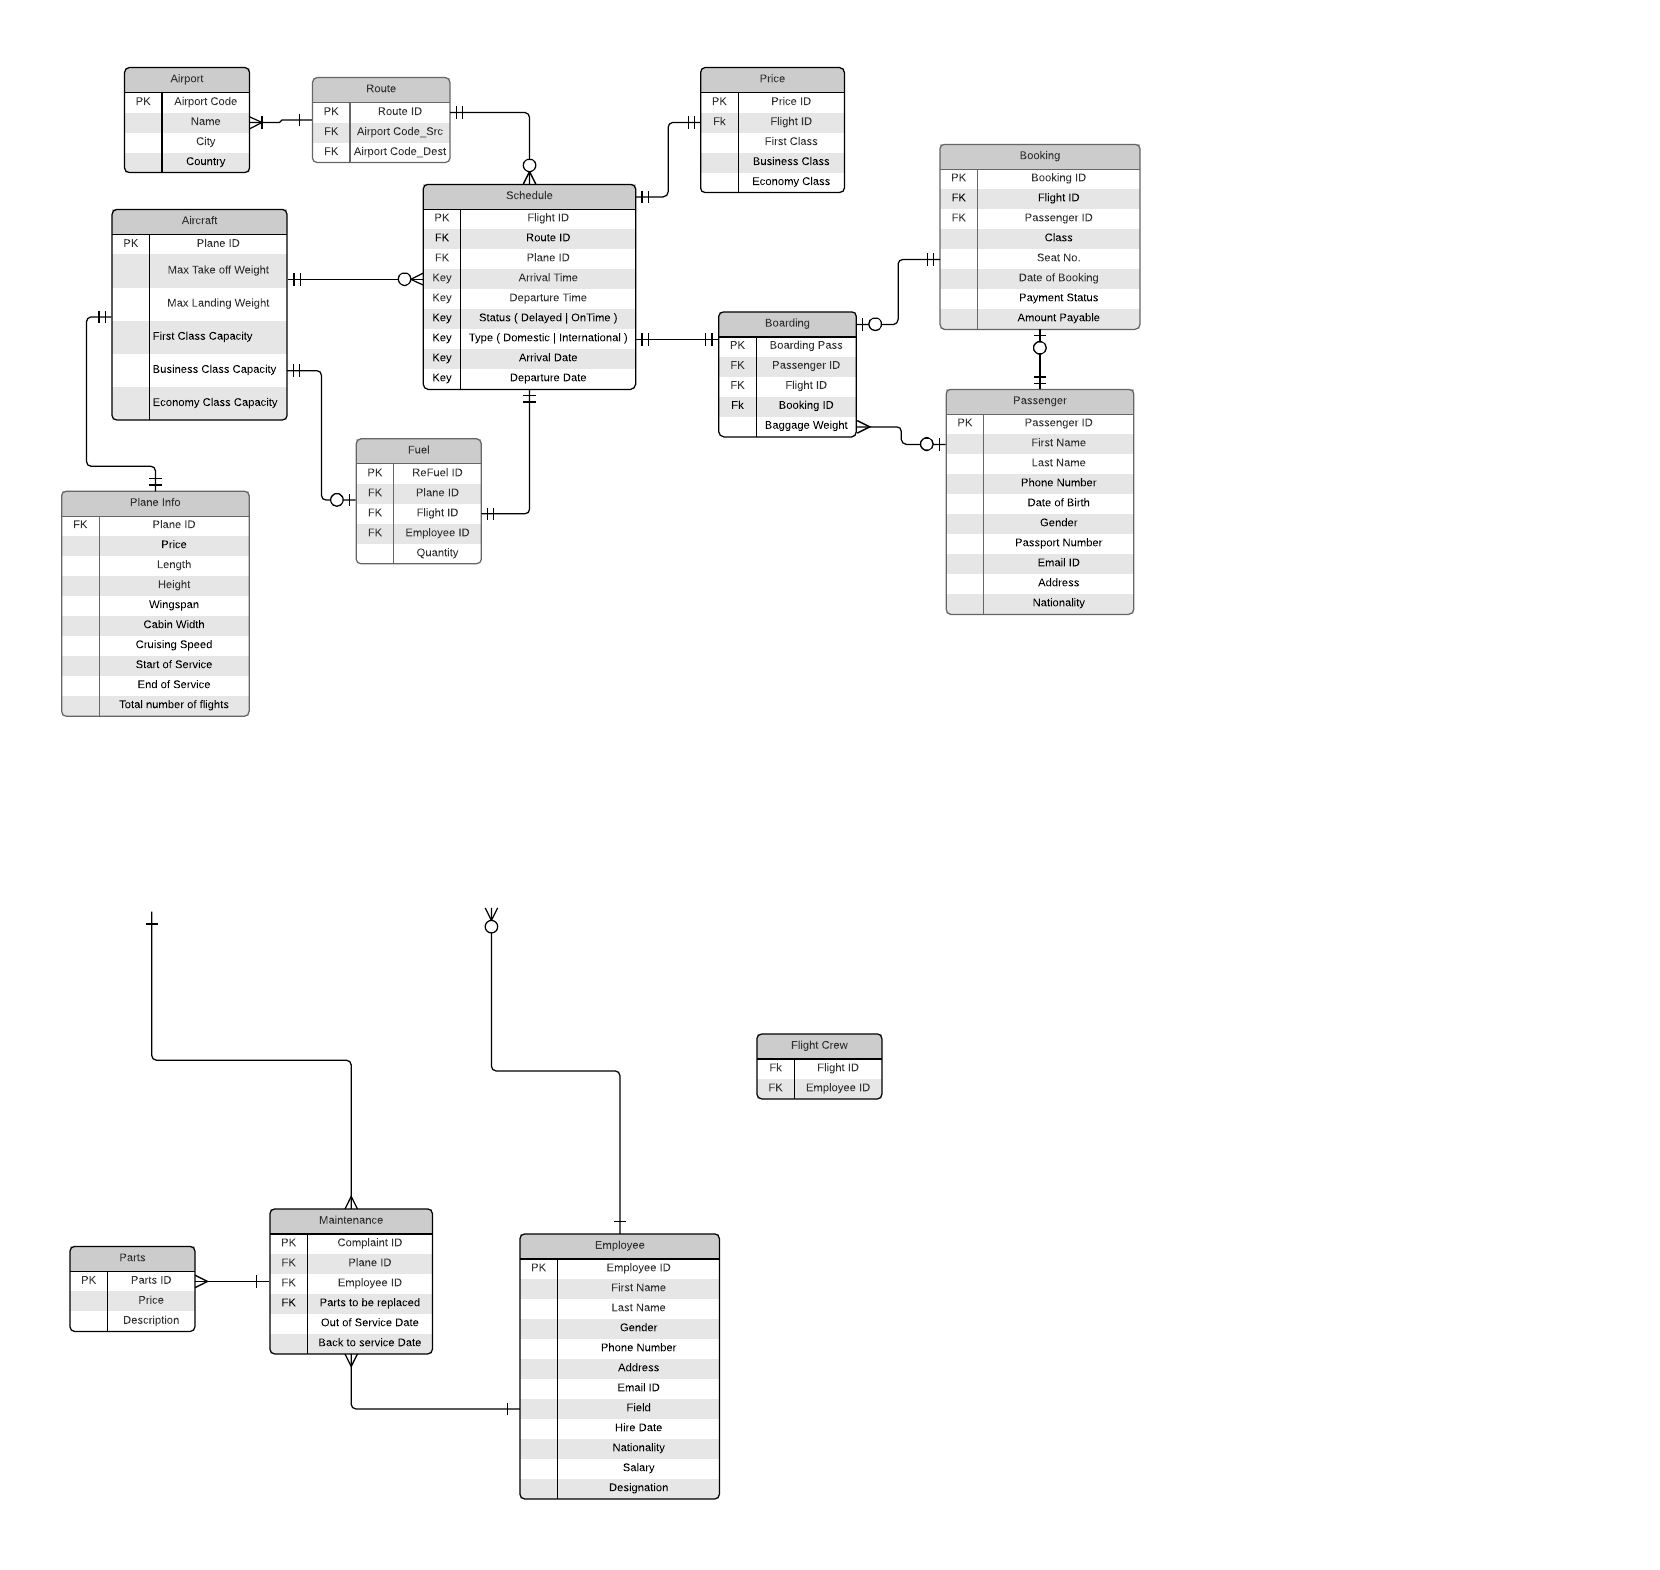 Airport
PK Airport Code
Name
City
Country
Route
PK Route ID
FK Airport Code_Src
FK Airport Code_Dest
Price
PK Price ID
Fk Flight ID
First Class
Business Class
Economy Class
Booking
PK Booking ID
FK Flight ID
FK Passenger ID
Class
Seat No.
Date of Booking
Payment Status
Amount Payable
Schedule
PK Flight ID
FK Route ID
FK Plane ID
Key Arrival Time
Key Departure Time
Key Status ( Delayed | OnTime )
Key Type ( Domestic | International )
Key Arrival Date
Key Departure Date
Aircraft
PK Plane ID
Max Take off Weight
Max Landing Weight
First Class Capacity
Business Class Capacity
Economy Class Capacity
Boarding
PK Boarding Pass
FK Passenger ID
FK Flight ID
Fk Booking ID
Baggage Weight
Passenger
PK Passenger ID
First Name
Last Name
Phone Number
Date of Birth
Gender
Passport Number
Email ID
Address
Nationality
Fuel
PK ReFuel ID
FK Plane ID
FK Flight ID
FK Employee ID
Quantity
Plane Info
FK Plane ID
Price
Length
Height
Wingspan
Cabin Width
Cruising Speed
Start of Service
End of Service
Total number of flights
Flight Crew
Fk Flight ID
FK Employee ID
Maintenance
PK Complaint ID
FK Plane ID
FK Employee ID
FK Parts to be replaced
Out of Service Date
Back to service Date
Parts
PK Parts ID
Price
Description
Employee
PK Employee ID
First Name
Last Name
Gender
Phone Number
Address
Email ID
Field
Hire Date
Nationality
Salary
Designation